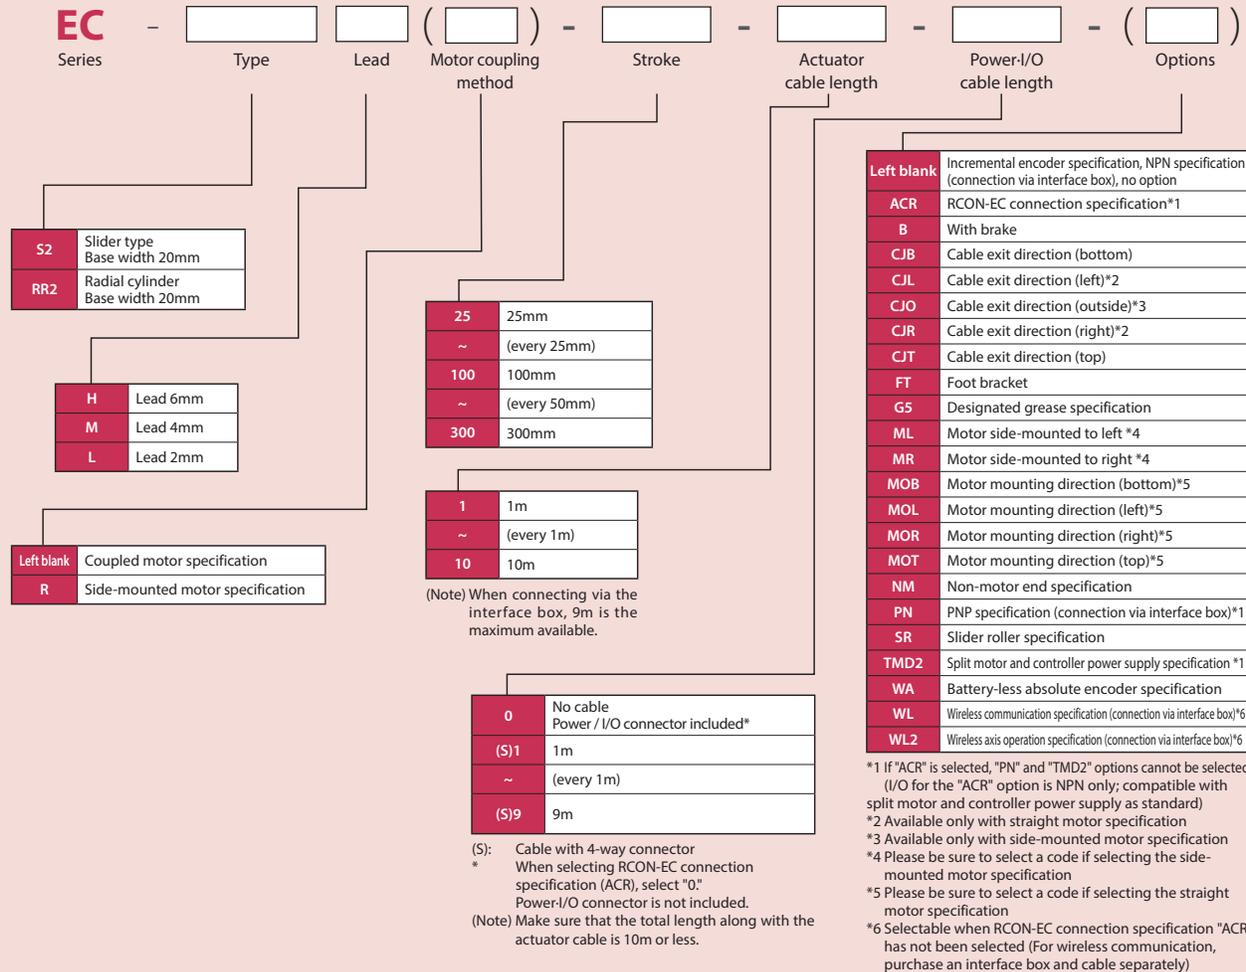 EC - ( ) - - - - ( )
Series Type Lead Motor coupling method Stroke Actuator cable length Power·I/O cable length Options
S2 Slider type
Base width 20mm
RR2 Radial cylinder
Base width 20mm
H Lead 6mm
M Lead 4mm
L Lead 2mm
Left blank Coupled motor specification
R Side-mounted motor specification
25 25mm
~ (every 25mm)
100 100mm
~ (every 50mm)
300 300mm
1 1m
~ (every 1m)
10 10m
(Note) When connecting via the
interface box, 9m is the
maximum available.
0 No cable
Power / I/O connector included*
(S)1 1m
~ (every 1m)
(S)9 9m
(S): Cable with 4-way connector
* When selecting RCON-EC connection
specification (ACR), select "0."
Power·I/O connector is not included.
(Note) Make sure that the total length along with the
actuator cable is 10m or less.
Left blank Incremental encoder specification, NPN specification
(connection via interface box), no option
ACR RCON-EC connection specification*1
B With brake
CJB Cable exit direction (bottom)
CJL Cable exit direction (left)*2
CJO Cable exit direction (outside)*3
CJR Cable exit direction (right)*2
CJT Cable exit direction (top)
FT Foot bracket
G5 Designated grease specification
ML Motor side-mounted to left *4
MR Motor side-mounted to right *4
MOB Motor mounting direction (bottom)*5
MOL Motor mounting direction (left)*5
MOR Motor mounting direction (right)*5
MOT Motor mounting direction (top)*5
NM Non-motor end specification
PN PNP specification (connection via interface box)*1
SR Slider roller specification
TMD2 Split motor and controller power supply specification *1
WA Battery-less absolute encoder specification
WL Wireless communication specification (connection via interface box)*6
WL2 Wireless axis operation specification (connection via interface box)*6
*1 If "ACR" is selected, "PN" and "TMD2" options cannot be selected
(I/O for the "ACR" option is NPN only; compatible with
split motor and controller power supply as standard)
*2 Available only with straight motor specification
*3 Available only with side-mounted motor specification
*4 Please be sure to select a code if selecting the side-
mounted motor specification
*5 Please be sure to select a code if selecting the straight
motor specification
*6 Selectable when RCON-EC connection specification "ACR
has not been selected (For wireless communication,
purchase an interface box and cable separately)